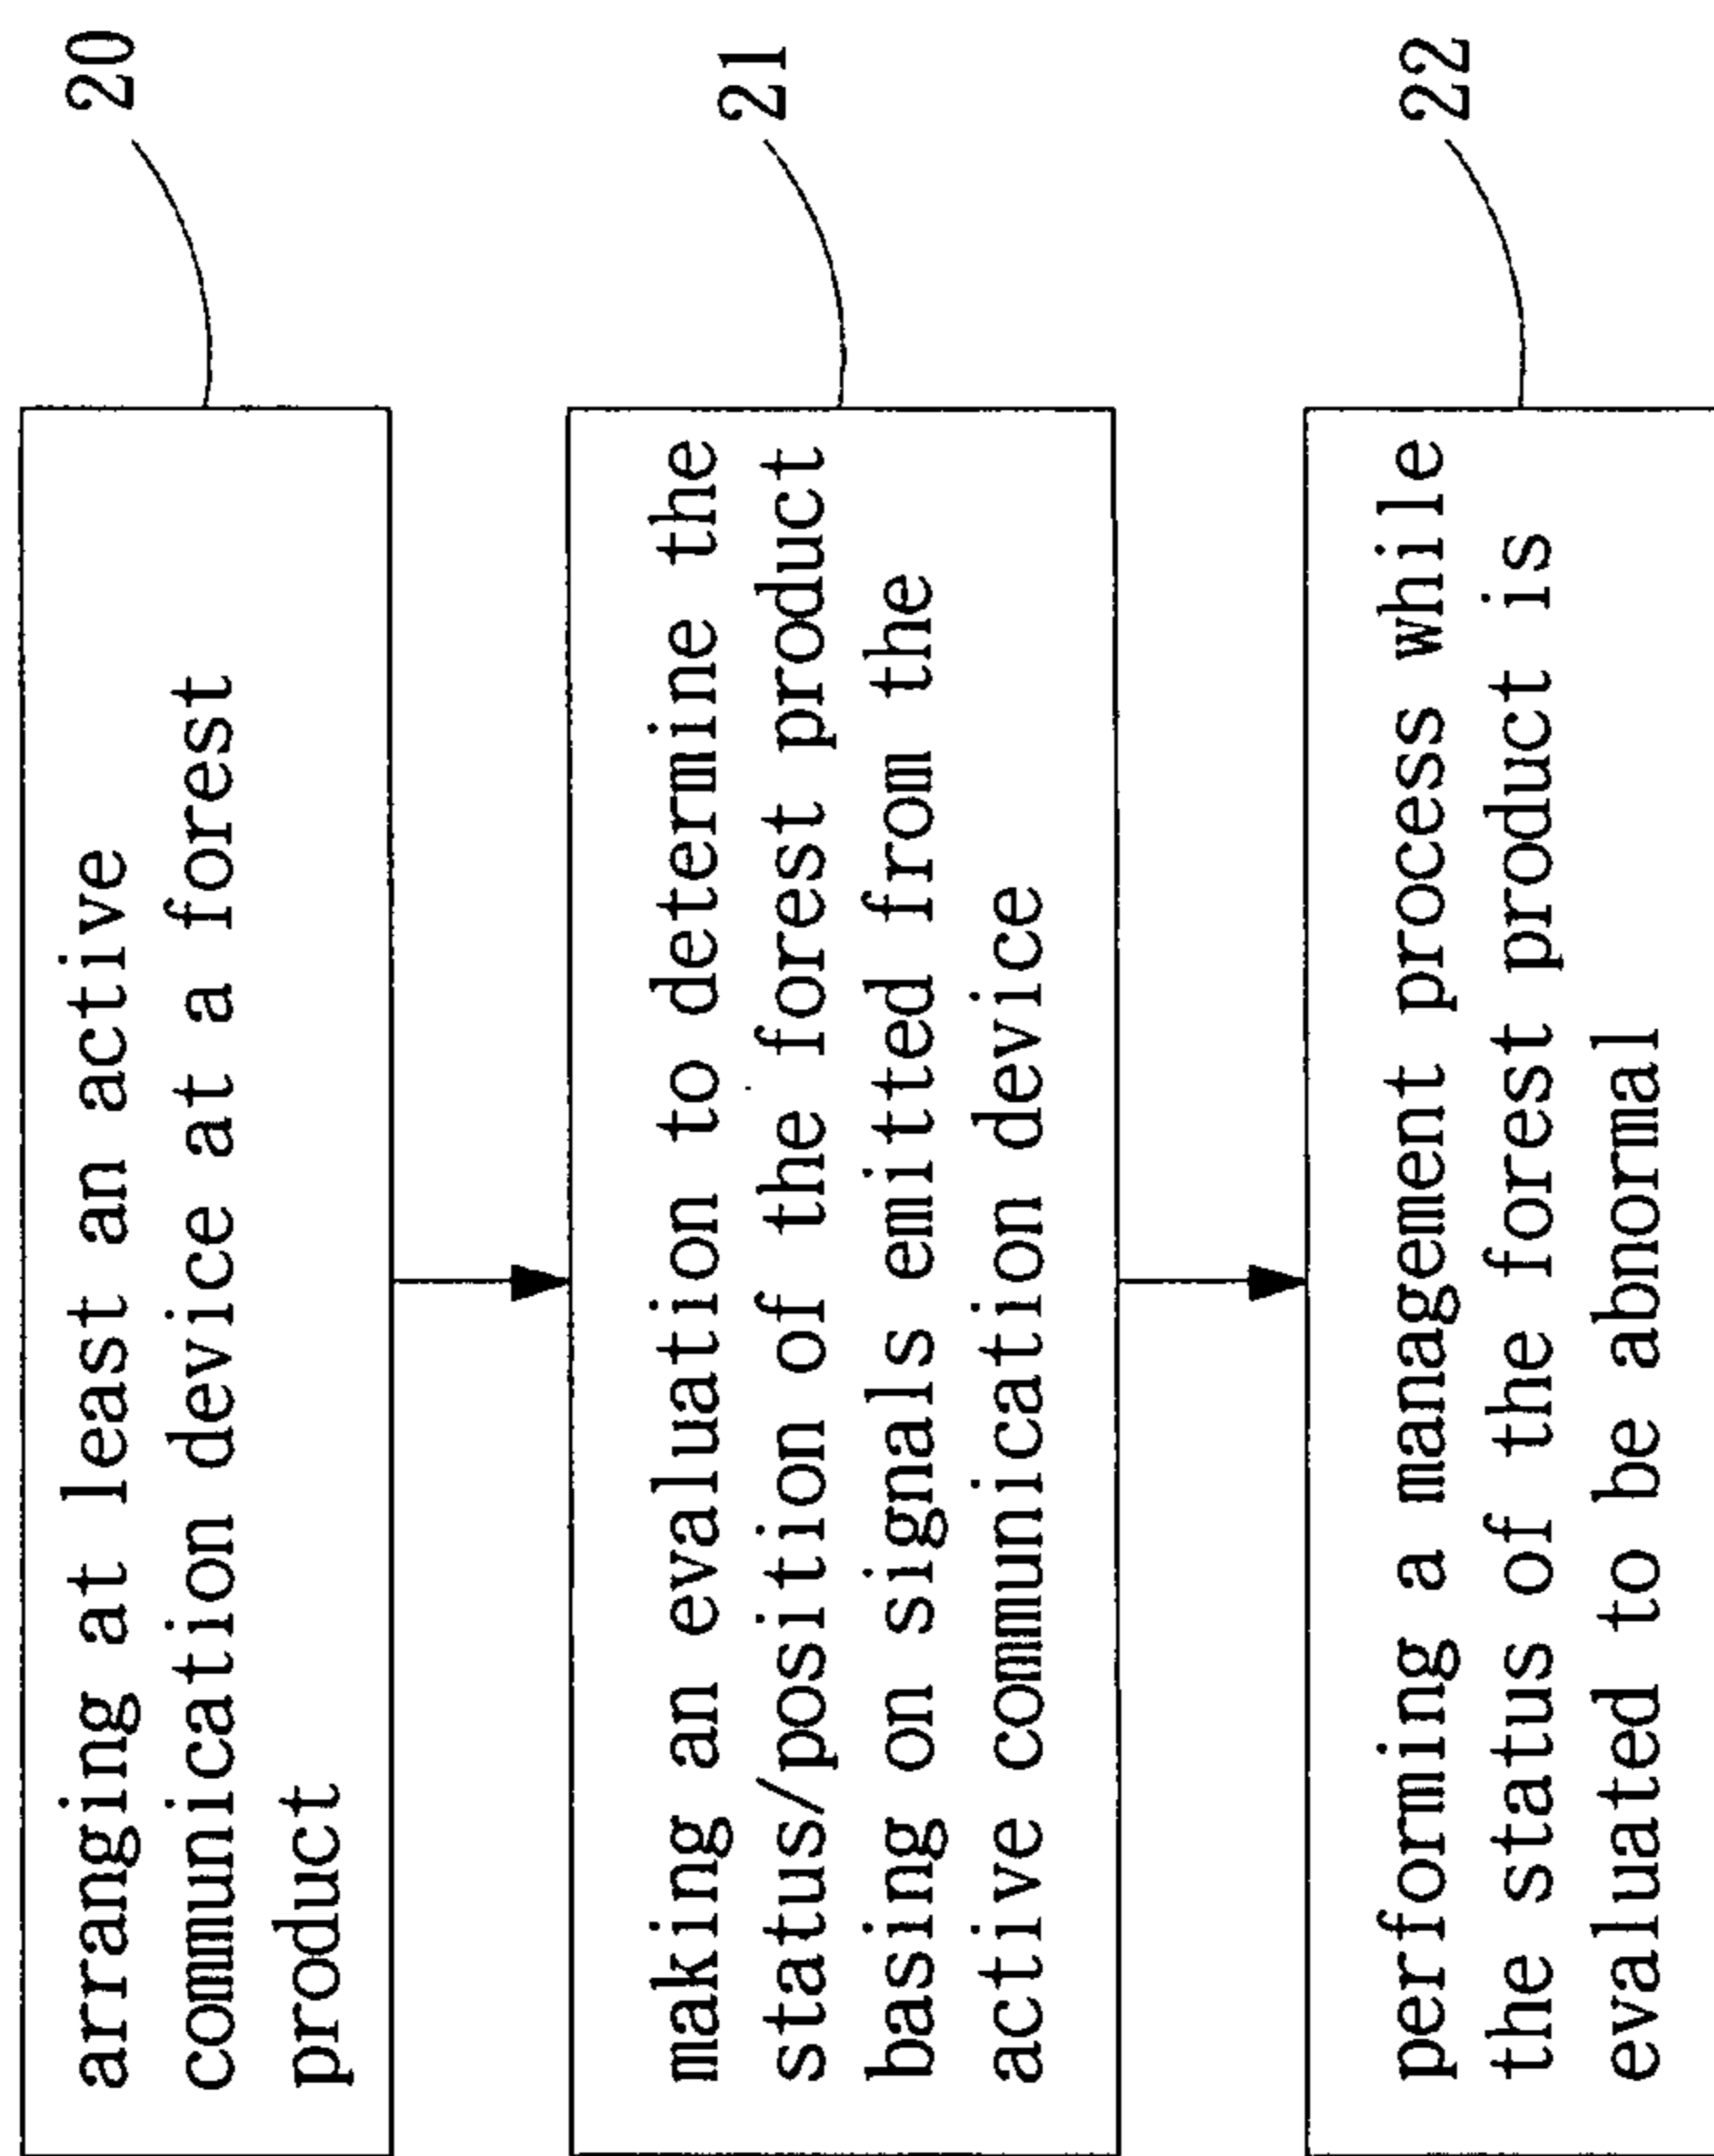 arranging at least an active
communication device at a forest
product
20
making an evaluation to determine the
status/position of the forest product
basing on signals emitted from the
active communication device
21
performing a management process while
the status of the forest product is
evaluated to be abnormal
22